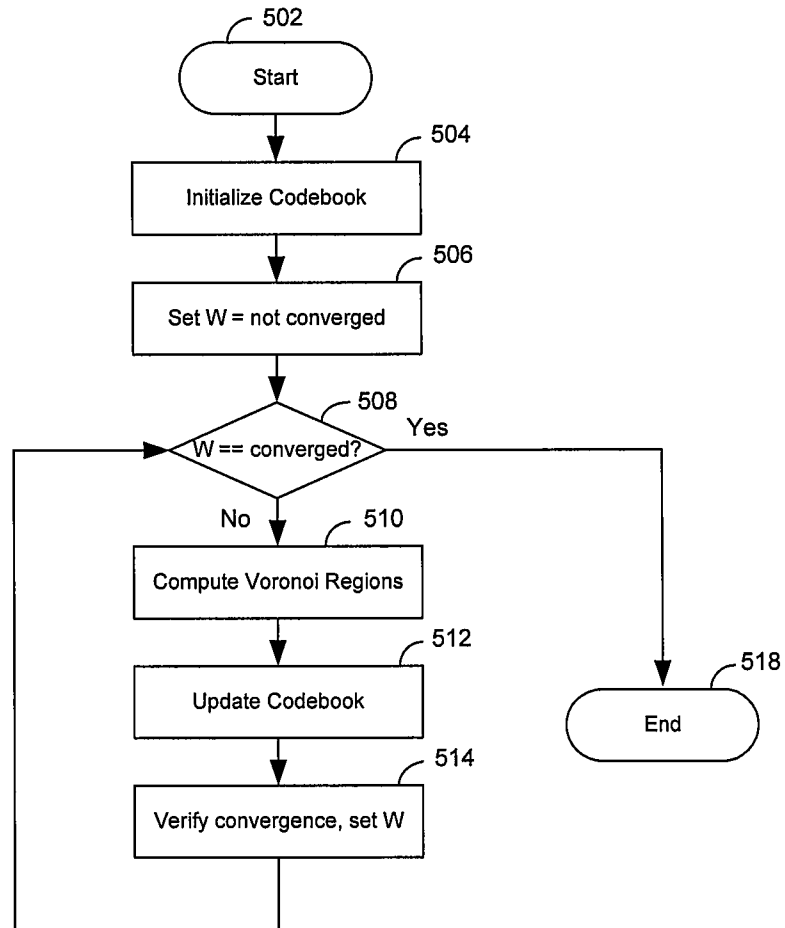 502
Start
504
Initialize Codebook
506
Set W = not converged
508
W == converged?
Yes
No
510
Compute Voronoi Regions
512
Update Codebook
518
End
514
Verify convergence, set W